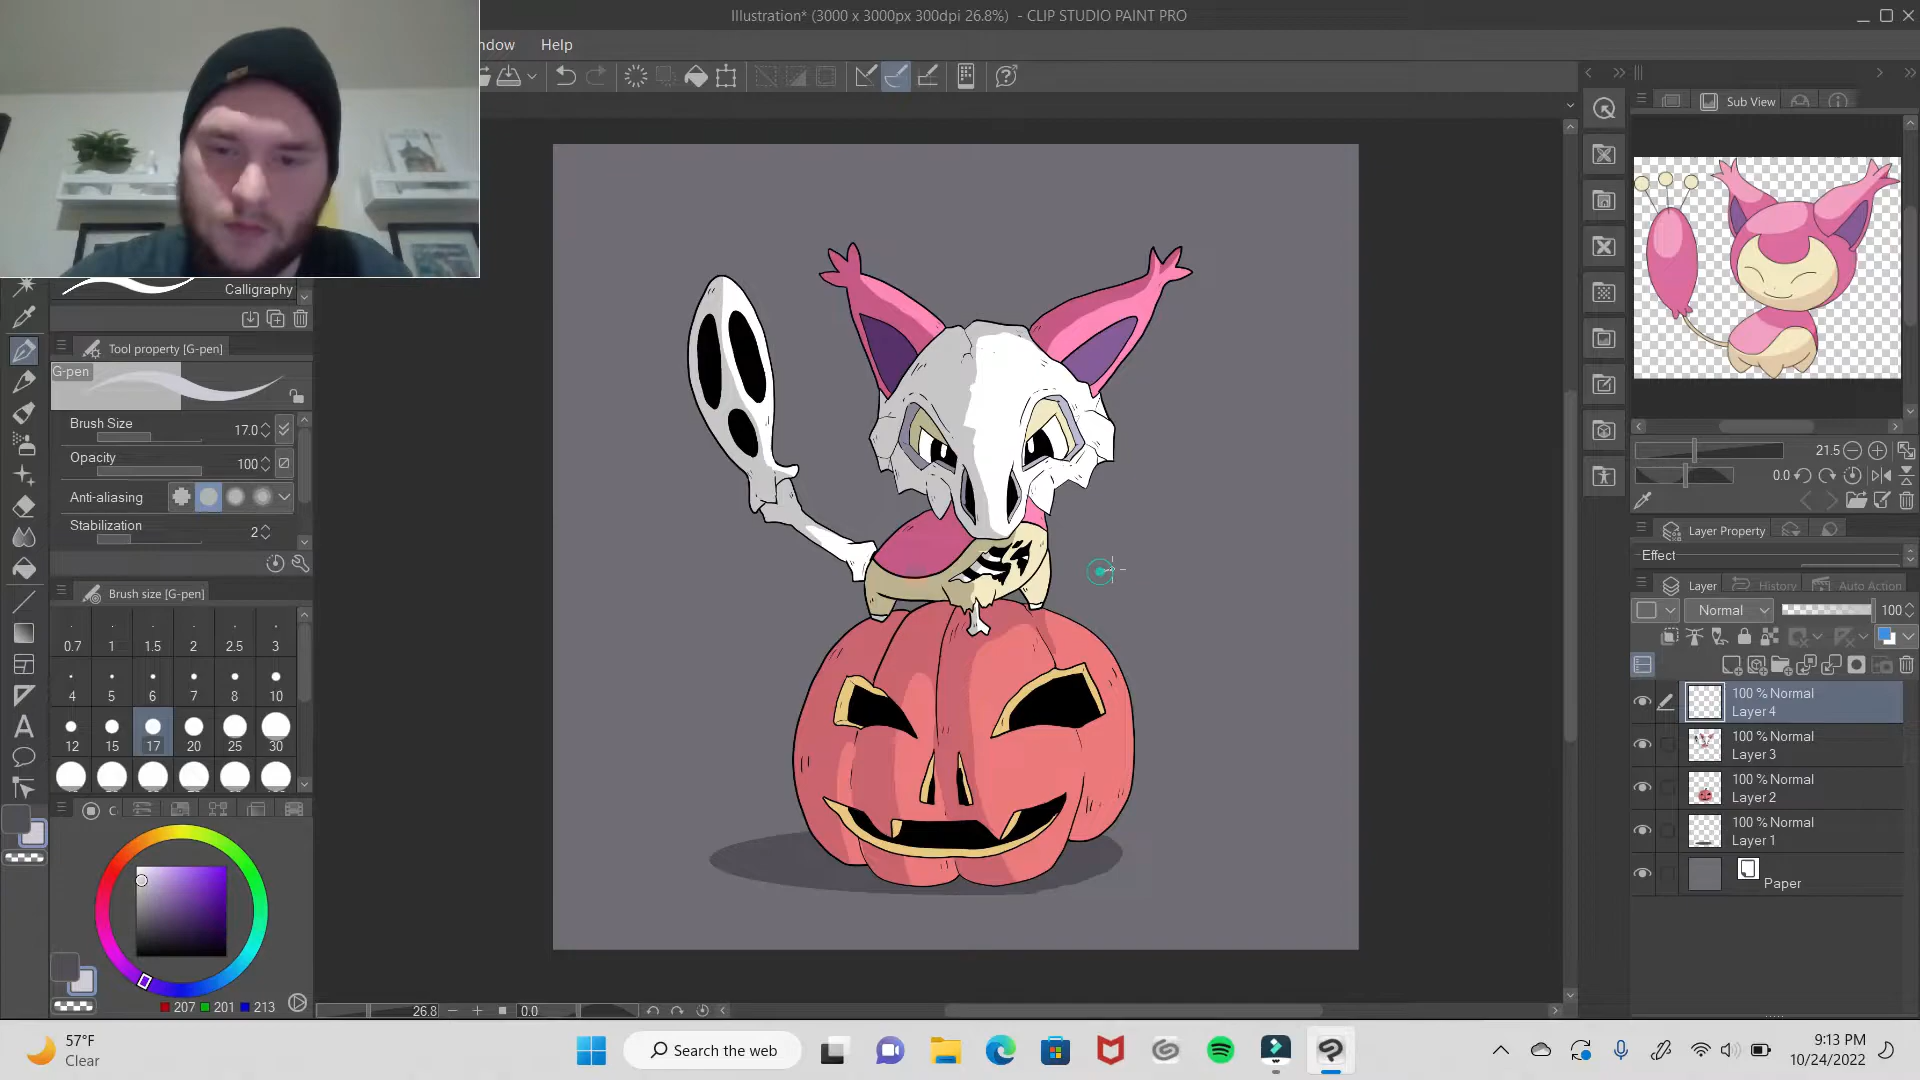 Illustration* (3000 x 3000px 300dpi 26.8%) - CLIP STUDIO PAINT PRO
ndow Help
Sub View
Calligraphy
Tool property [G-pen]
G-pen
Brush Size 17.0
Opacity 100
Anti-aliasing
Stabilization 2
Brush size [G-pen]
0.7 1 1.5 2 2.5 3
4 5 6 7 8 10
12 15 17 20 25 30
207 201 213
26.8 0.0
21.5
0.0
Layer Property
Effect
Layer History Auto Action
Normal 100
100 % Normal
Layer 4
100 % Normal
Layer 3
100 % Normal
Layer 2
100 % Normal
Layer 1
Paper
57°F
Clear
Search the web
9:13 PM
10/24/2022